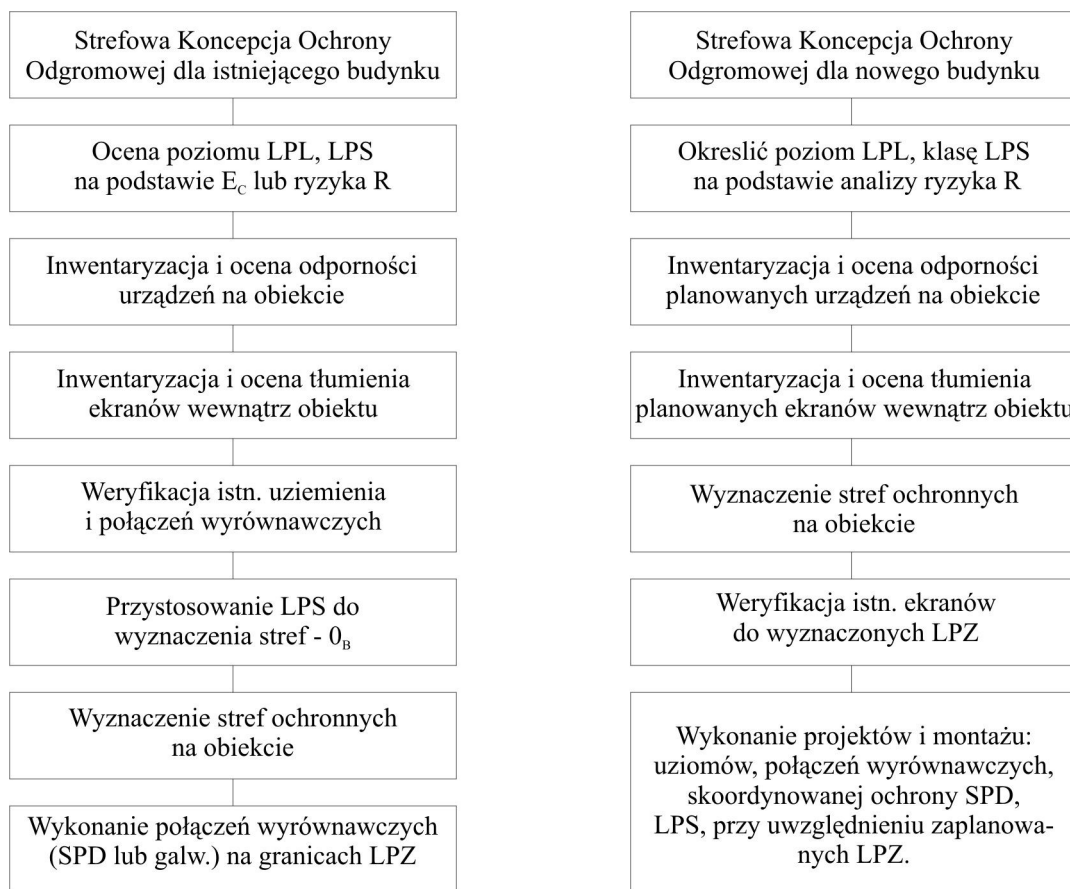 Strefowa Koncepcja Ochrony
Odgromowej dla istniejącego budynku
Ocena poziomu LPL, LPS
na podstawie E_C lub ryzyka R
Inwentaryzacja i ocena odporności
urządzeń na obiekcie
Inwentaryzacja i ocena tłumienia
ekranów wewnątrz obiektu
Weryfikacja istn. uziemienia
i połączeń wyrównawczych
Przystosowanie LPS do
wyznaczenia stref - 0_B
Wyznaczenie stref ochronnych
na obiekcie
Wykonanie połączeń wyrównawczych
(SPD lub galw.) na granicach LPZ
Strefowa Koncepcja Ochrony
Odgromowej dla nowego budynku
Okreslić poziom LPL, klasę LPS
na podstawie analizy ryzyka R
Inwentaryzacja i ocena odporności
planowanych urządzeń na obiekcie
Inwentaryzacja i ocena tłumienia
planowanych ekranów wewnątrz obiektu
Wyznaczenie stref ochronnych
na obiekcie
Weryfikacja istn. ekranów
do wyznaczonych LPZ
Wykonanie projektów i montażu:
uziomów, połączeń wyrównawczych,
skoordynowanej ochrony SPD,
LPS, przy uwzględnieniu zaplanowa-
nych LPZ.